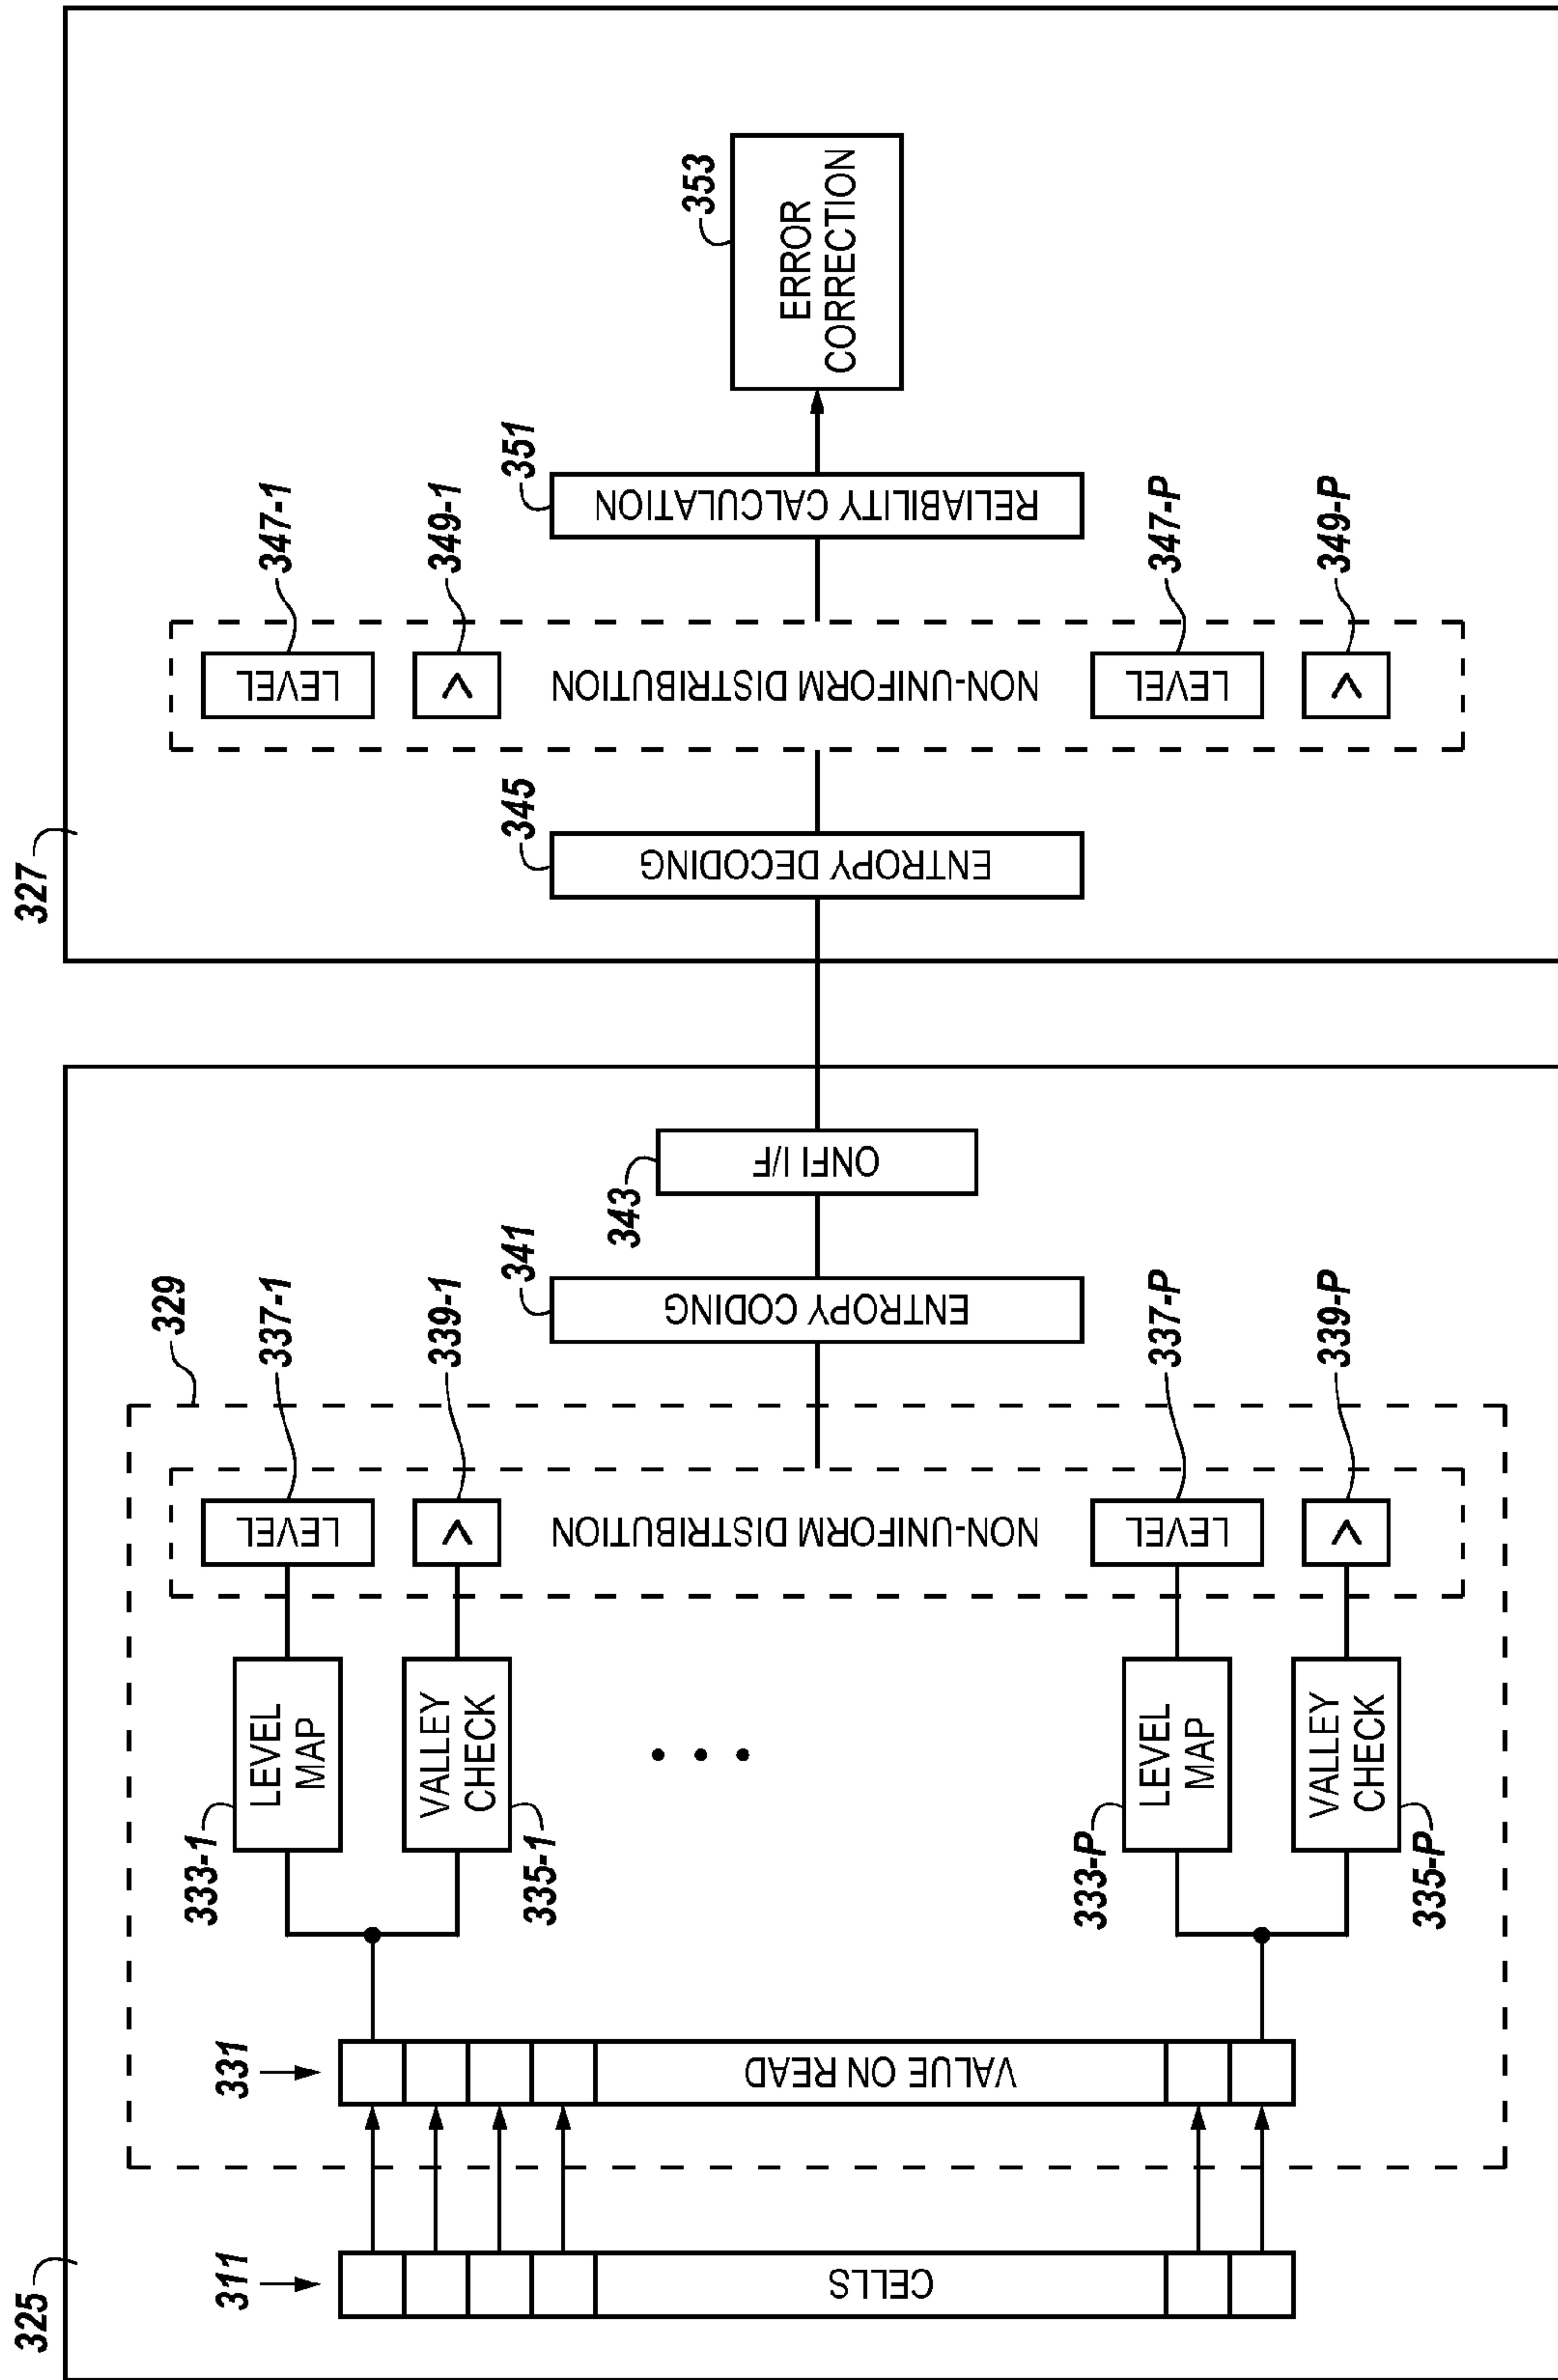 325
327
311
CELLS
331
VALUE ON READ
329
333-1
LEVEL
MAP
335-1
VALLEY
CHECK
333-P
LEVEL
MAP
335-P
VALLEY
CHECK
337-1
LEVEL
339-1
V
NON-UNIFORM DISTRIBUTION
337-P
LEVEL
339-P
V
341
ENTROPY CODING
343
ONFI I/F
345
ENTROPY DECODING
347-1
LEVEL
349-1
V
NON-UNIFORM DISTRIBUTION
347-P
LEVEL
349-P
V
351
RELIABILITY CALCULATION
353
ERROR
CORRECTION